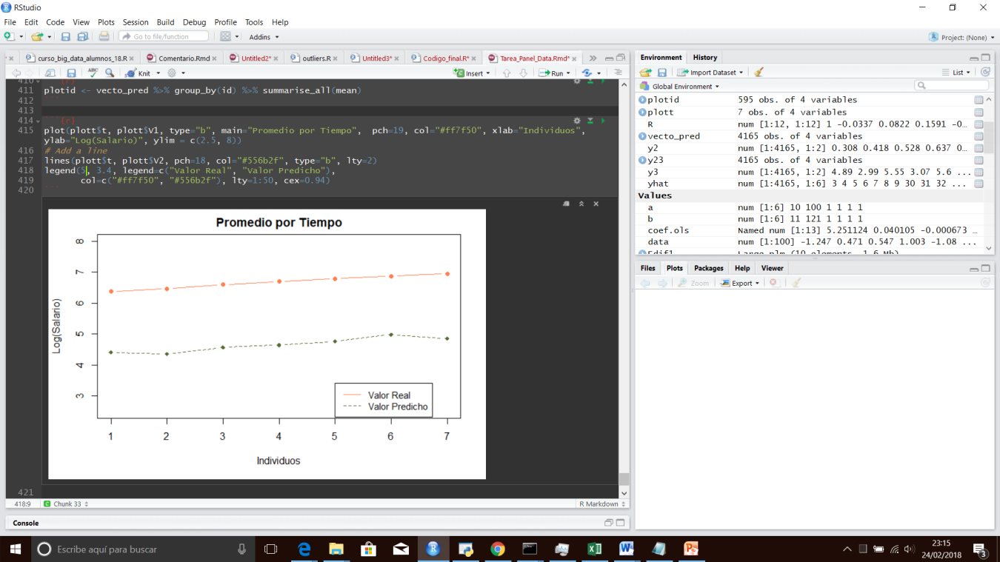 RStudio
File Edit Code View Plots Session Build Debug Profile Tools Help
Go to file/function
Addins
Project: (None)
curso_big_data_alumnos_18.R
Comentario.Rmd
Untitled2*
outliers.R
Untitled3*
Codigo_final.R*
Tarea_Panel_Data.Rmd*
ABC
Knit
Insert
Run
410
411 plotid <- vecto_pred %>% group_by(id) %>% summarise_all(mean)
412
413
414 {r}
415 plot(plott$t, plott$V1, type="b", main="Promedio por Tiempo", pch=19, col="#ff7f50", xlab="Individuos",
ylab="Log(Salario)", ylim = c(2.5, 8))
416 # Add a line
417 lines(plott$t, plott$V2, pch=18, col="#556b2f", type="b", lty=2)
418 legend(5, 3.4, legend=c("Valor Real", "Valor Predicho"),
419 col=c("#ff7f50", "#556b2f"), lty=1:50, cex=0.94)
420
Promedio por Tiempo
Log(Salario)
8
7
6
5
4
3
Valor Real
Valor Predicho
1 2 3 4 5 6 7
Individuos
421
418:9
Chunk 33
R Markdown
Console
Environment History
Import Dataset
List
Global Environment
plotid 595 obs. of 4 variables
plott 7 obs. of 4 variables
R num [1:12, 1:12] 1 -0.0337 0.0822 0.1591 -0…
vecto_pred 4165 obs. of 4 variables
y2 num [1:4165, 1:2] 0.308 0.418 0.528 0.637 0…
y23 4165 obs. of 4 variables
y3 num [1:4165, 1:2] 4.89 2.99 5.55 3.07 5.6 ...
yhat num [1:4165, 1:6] 3 4 5 6 7 8 9 30 31 32 ...
Values
a num [1:6] 10 100 1 1 1 1
b num [1:6] 11 121 1 1 1 1
coef.ols Named num [1:13] 5.251124 0.040105 -0.000673 …
data num [1:100] -1.247 0.471 0.547 1.003 -1.08 ...
Edif1 Large plm (10 elements, 1.6 Mb)
Files Plots Packages Help Viewer
Zoom
Export
Escribe aquí para buscar
23:15
24/02/2018
3